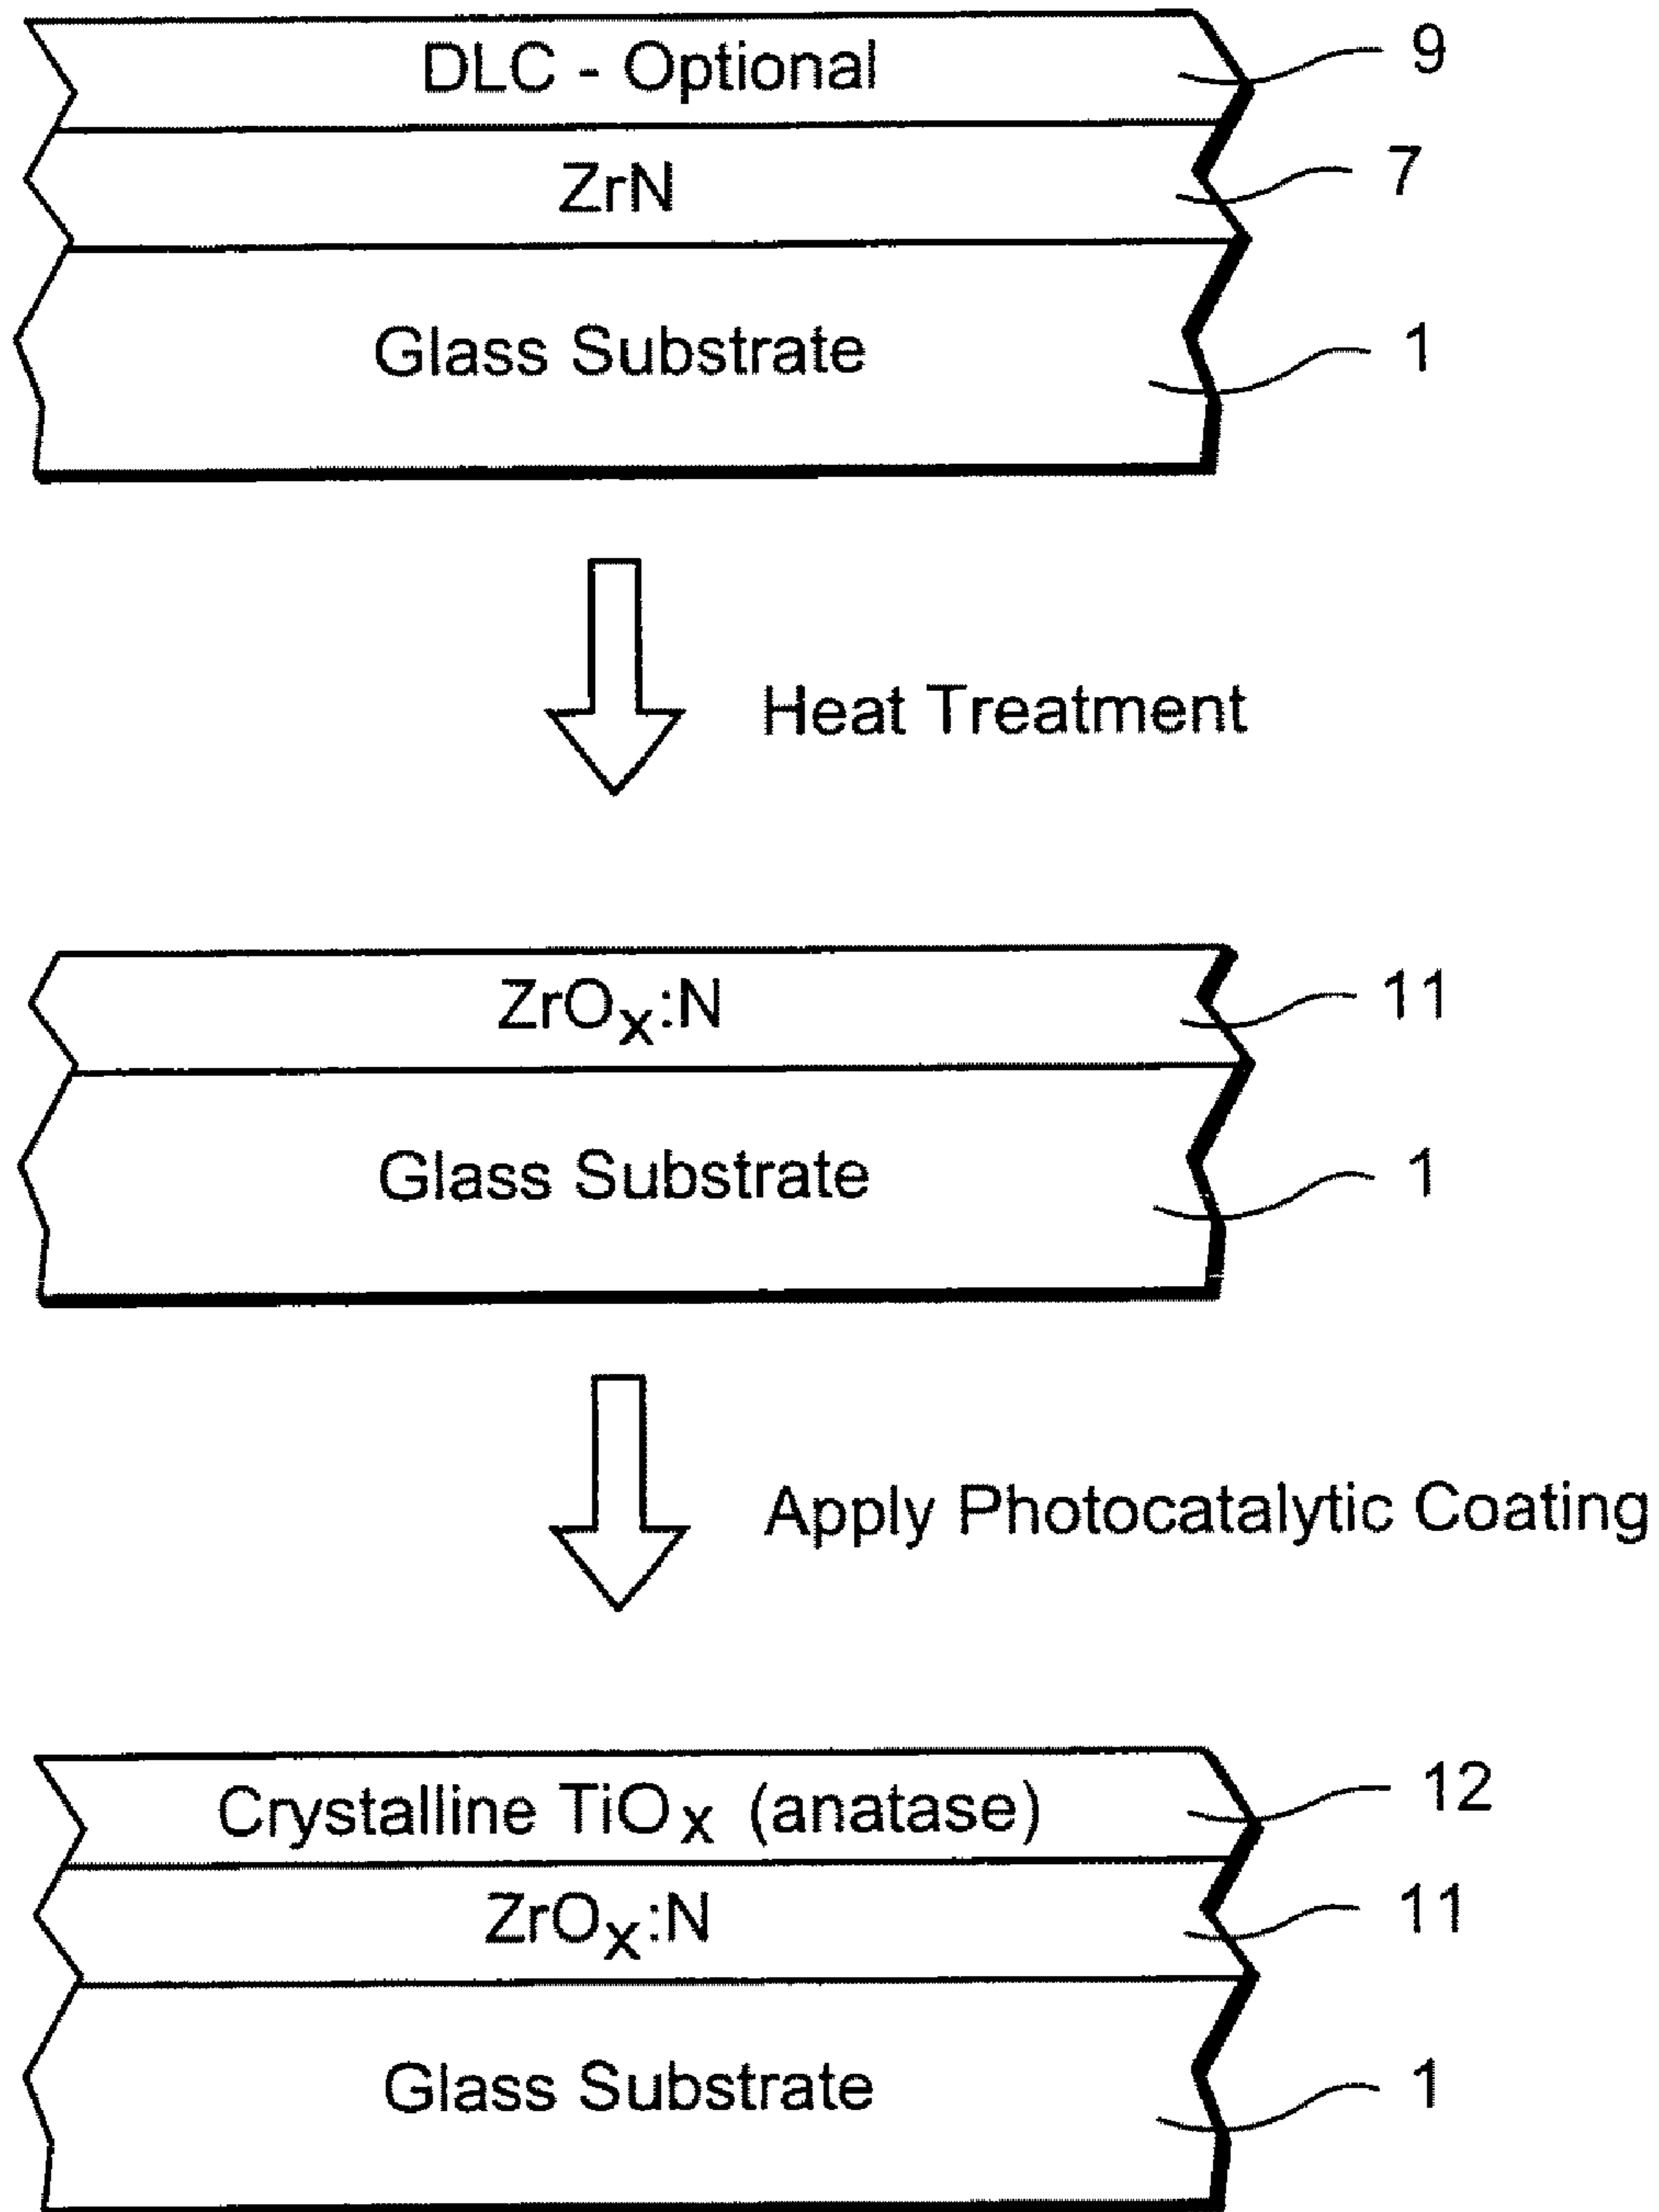 DLC - Optional 9
ZrN 7
Glass Substrate 1
Heat Treatment
ZrOx:N 11
Glass Substrate 1
Apply Photocatalytic Coating
Crystalline TiOx (anatase) 12
ZrOx:N 11
Glass Substrate 1